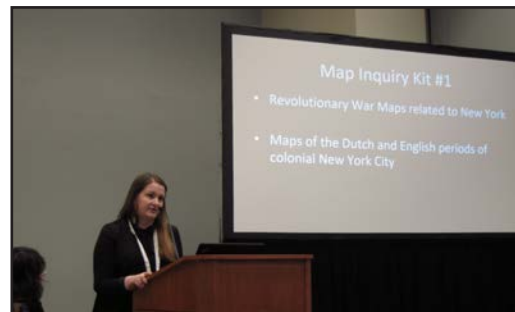 Map Inquiry Kit #1
• Revolutionary War Maps related to New York
• Maps of the Dutch and English periods of
colonial New York City